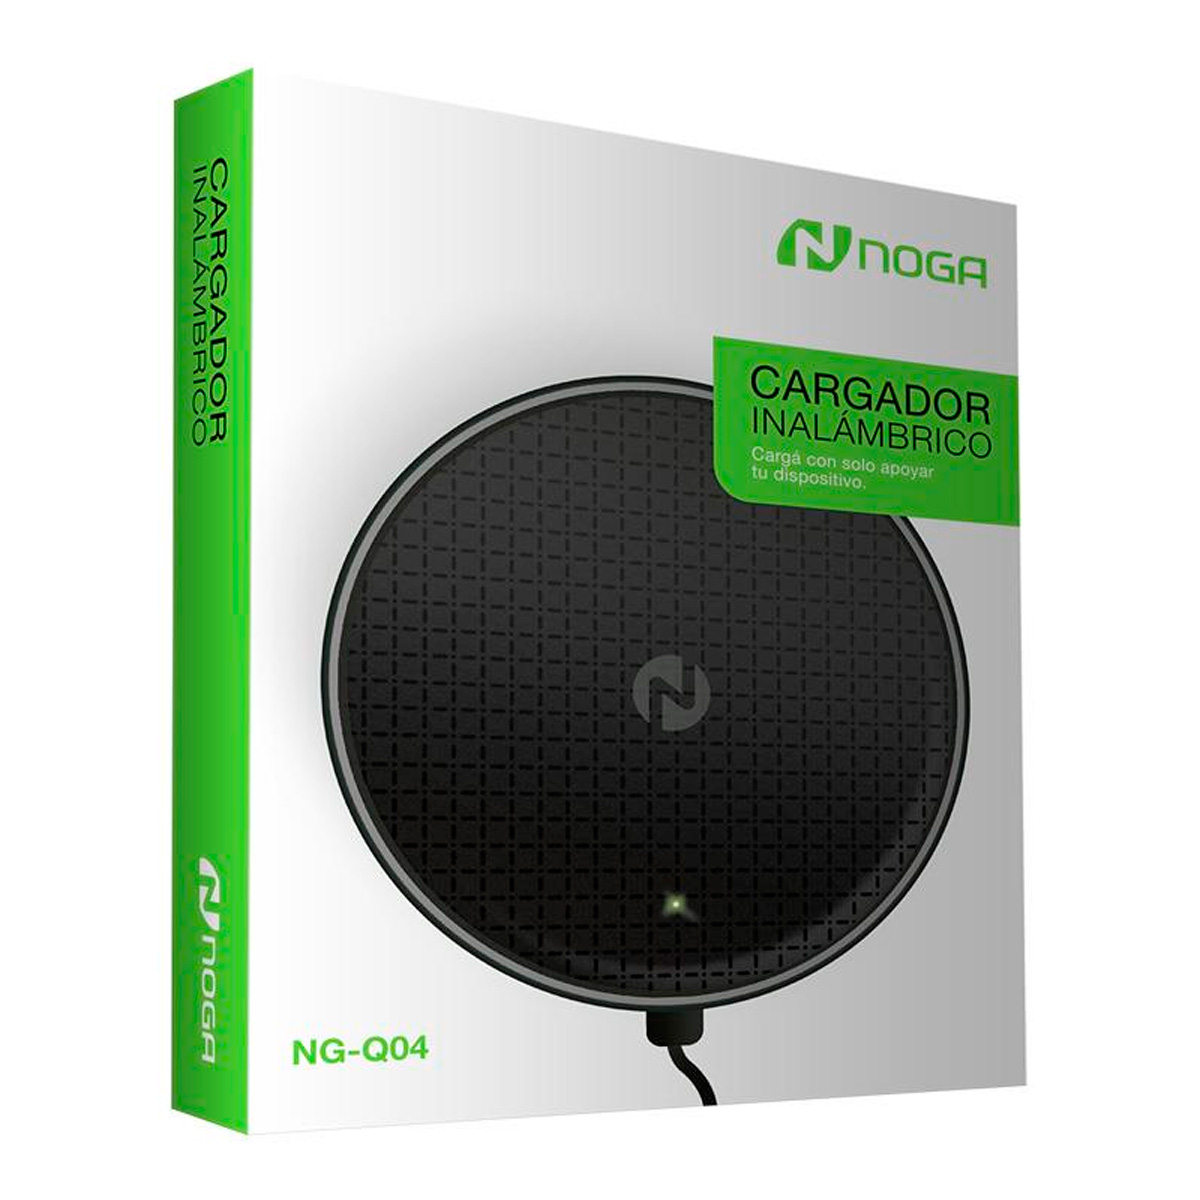 CARGADOR
INALÁMBRICO
NOGA
NOGA
CARGADOR
INALÁMBRICO
Cargá con solo apoyar
tu dispositivo.
NG-Q04